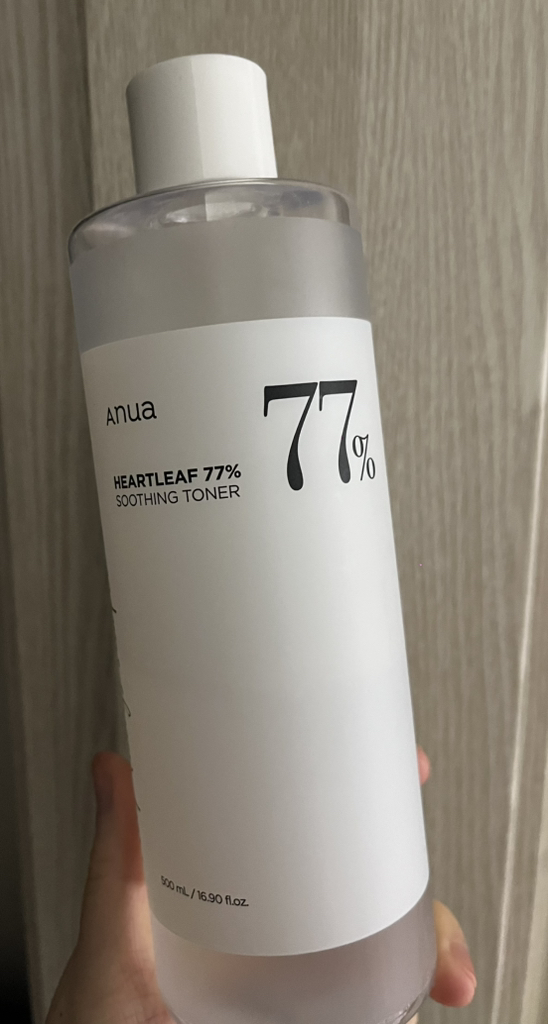 Anua
77%
HEARTLEAF 77%
SOOTHING TONER
500 mL / 16.90 fl.oz.